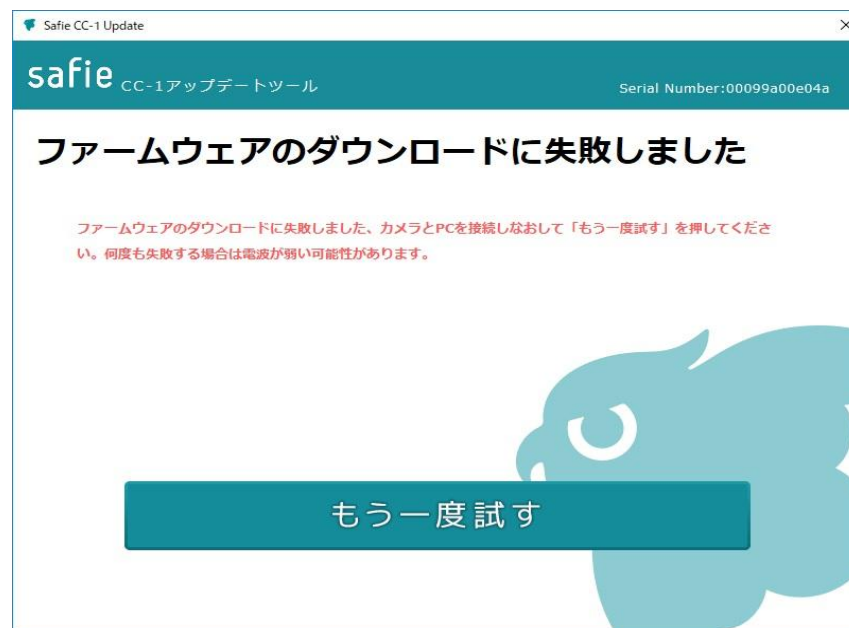 Safie CC-1 Update
safie CC-1アップデートツール
Serial Number:00099a00e04a
ファームウェアのダウンロードに失敗しました
ファームウェアのダウンロードに失敗しました、カメラとPCを接続しなおして「もう一度試す」を押してくださ
い。何度も失敗する場合は電波が弱い可能性があります。
もう一度試す